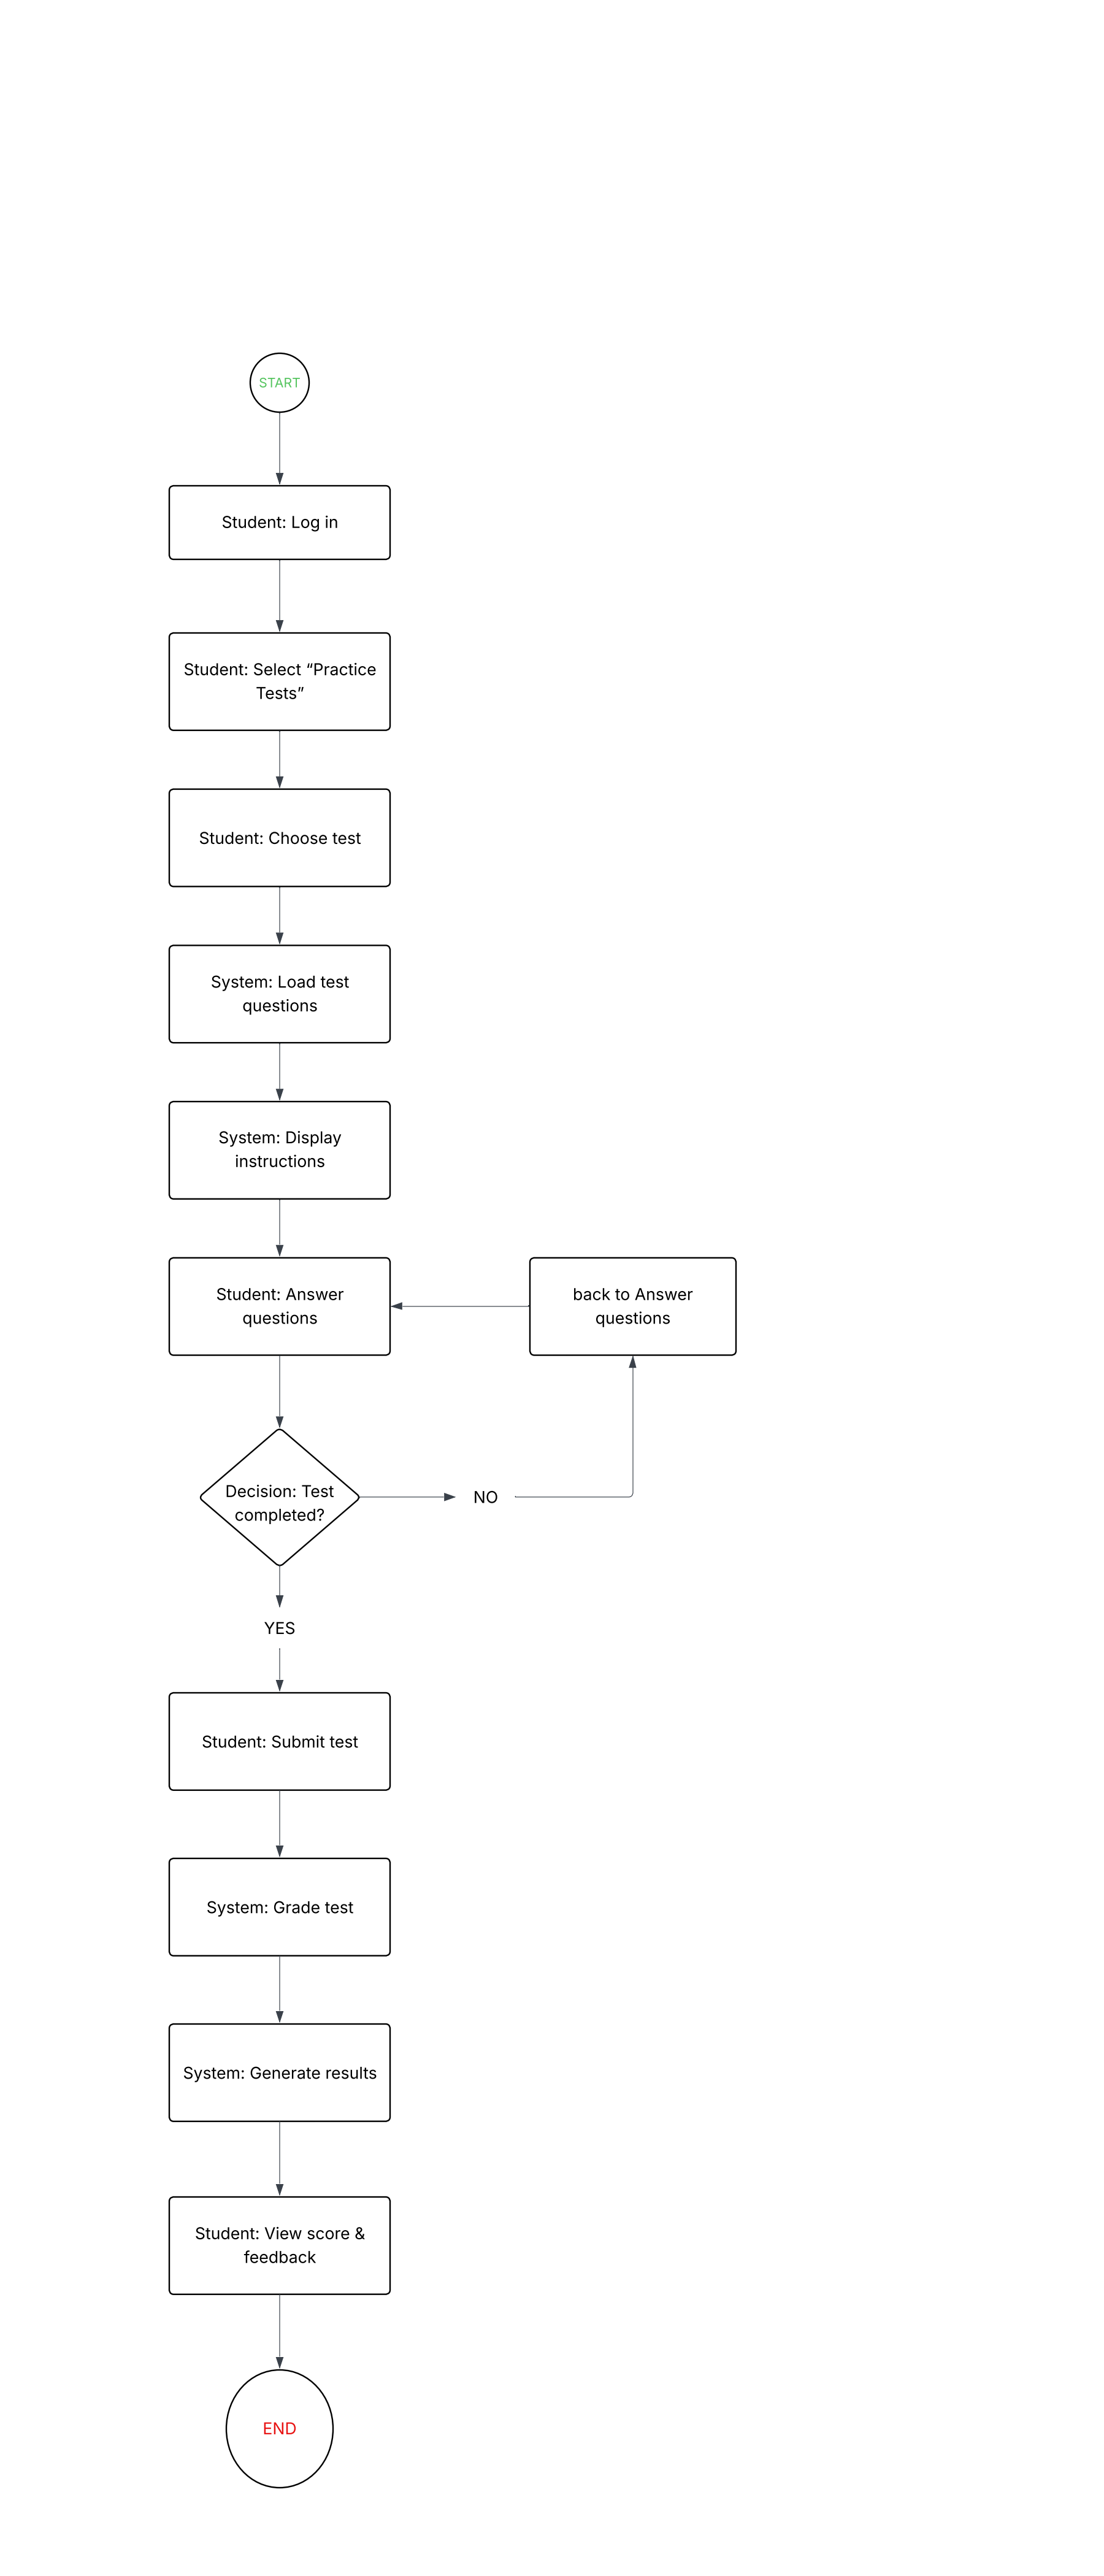 START
Student: Log in
Student: Select “Practice
Tests”
Student: Choose test
System: Load test
questions
System: Display
instructions
Student: Answer
questions
back to Answer
questions
Decision: Test
completed?
NO
YES
Student: Submit test
System: Grade test
System: Generate results
Student: View score &
feedback
END